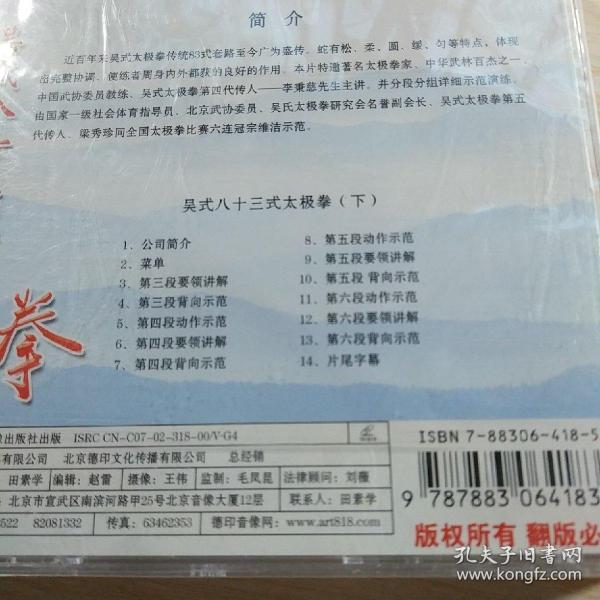 简 介
近百年来吴式太极拳传统83式套路至今广为盛传。蛇有松、柔、圆、缓、匀等特点，体现
出完整协调、使练者周身内外都获的良好的作用。本片特邀著名太极拳家、中华武林百杰之一、
中国武协委员教练、吴式太极拳第四代传人——李秉慈先生主讲。并分段分组详细示范演练，
由国家一级社会体育指导员、北京武协委员、吴氏太极拳研究会名誉副会长、吴式太极拳第五
代传人、梁秀珍同全国太极拳比赛六连冠宗维洁示范。
吴式八十三式太极拳（下）
1、公司简介
2、菜单
3、第三段要领讲解
4、第三段背向示范
5、第四段动作示范
6、第四段要领讲解
7、第四段背向示范
8、第五段动作示范
9、第五段要领讲解
10、第五段 背向示范
11、第六段动作示范
12、第六段要领讲解
13、第六段背向示范
14、片尾字幕
拳
像出版社出版 ISRC CN-C07-02-318-00/V·G4
有限公司 北京德印文化传播有限公司 总经销
田素学 编辑：赵雷 摄像：王伟 监制：毛凤昆 法律顾问：刘薇
北京市宣武区南滨河路甲25号北京音像大厦12层 联系人：田素学
8522 82081332 传真：63462353 德印音像网：www.art818.com
ISBN 7-88306-418-5
9 787883 064183
版权所有 翻版必
孔夫子旧书网
www.kongfz.com